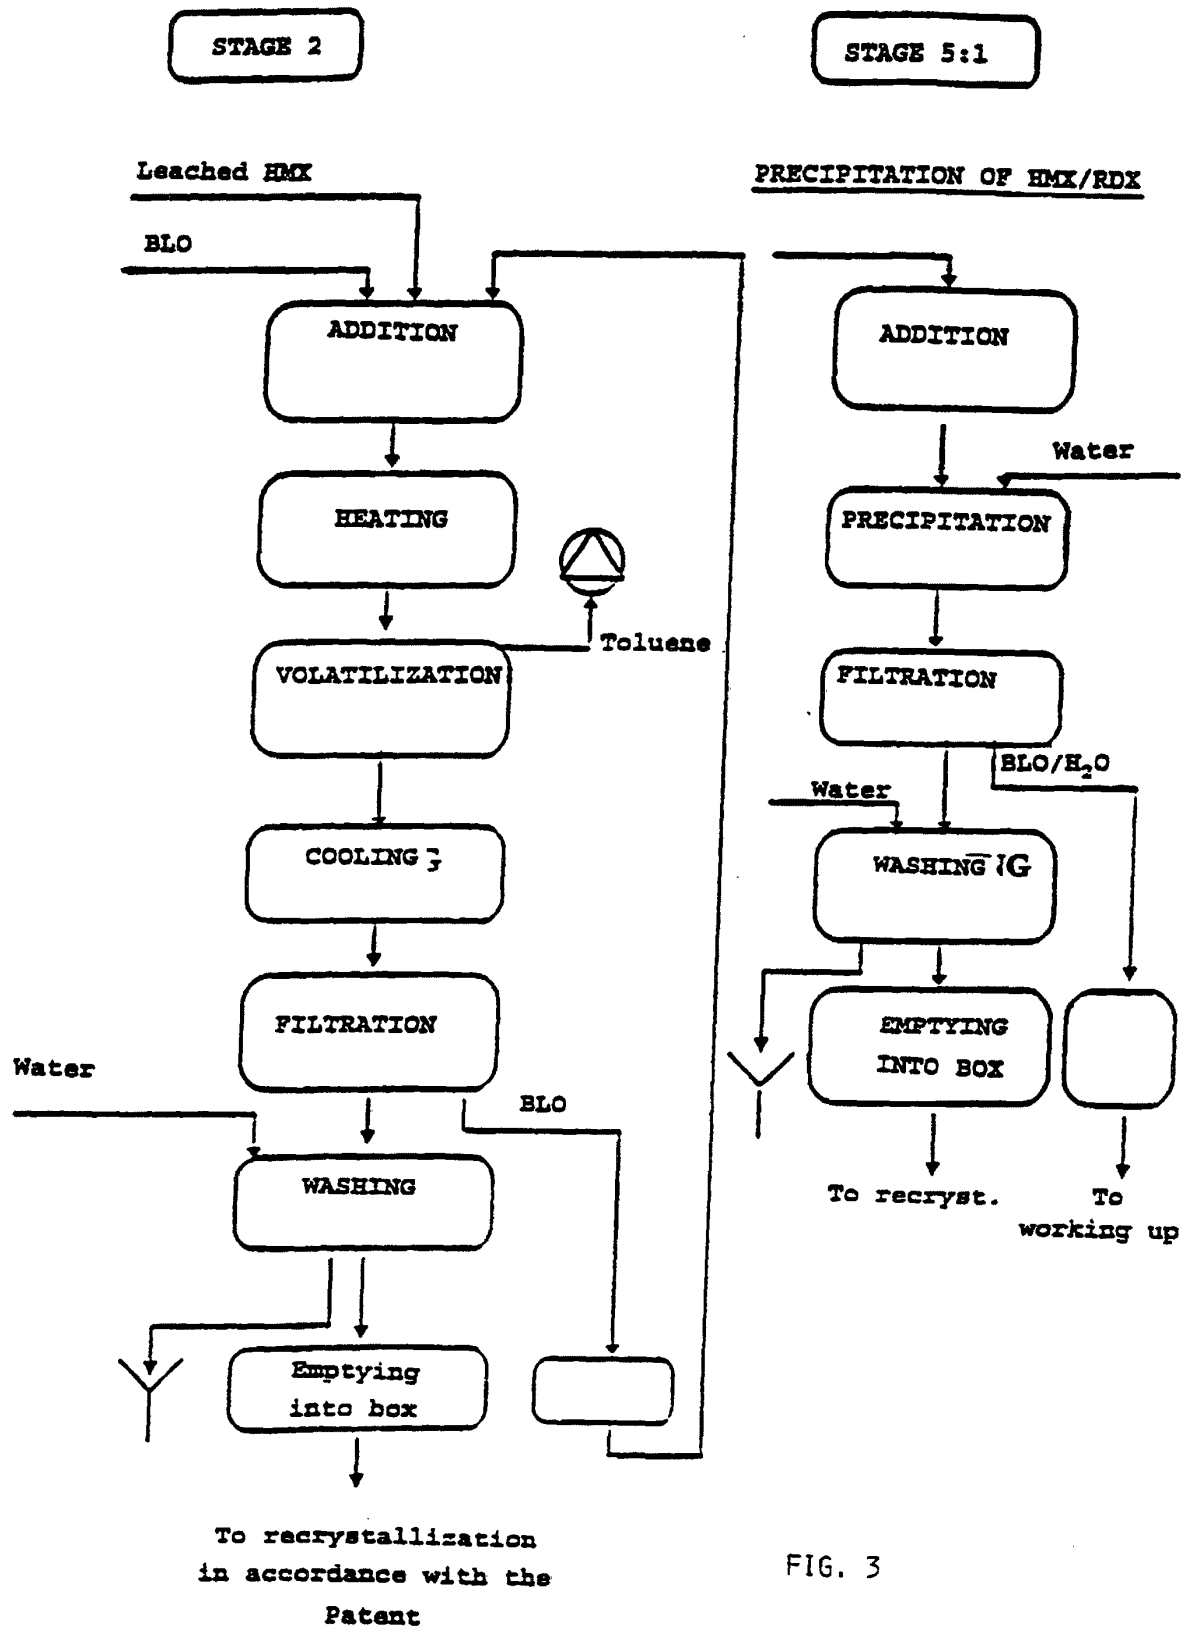 STAGE 2
Leached HMX
BLO
ADDITION
HEATING
Toluene
VOLATILIZATION
COOLING
FILTRATION
Water
BLO
WASHING
Emptying
into box
To recrystallization
in accordance with the
Patent
STAGE 5:1
PRECIPITATION OF HMX/RDX
ADDITION
Water
PRECIPITATION
FILTRATION
BLO/H₂O
Water
WASHING
EMPTYING
INTO BOX
To recryst.
To
working up
FIG. 3